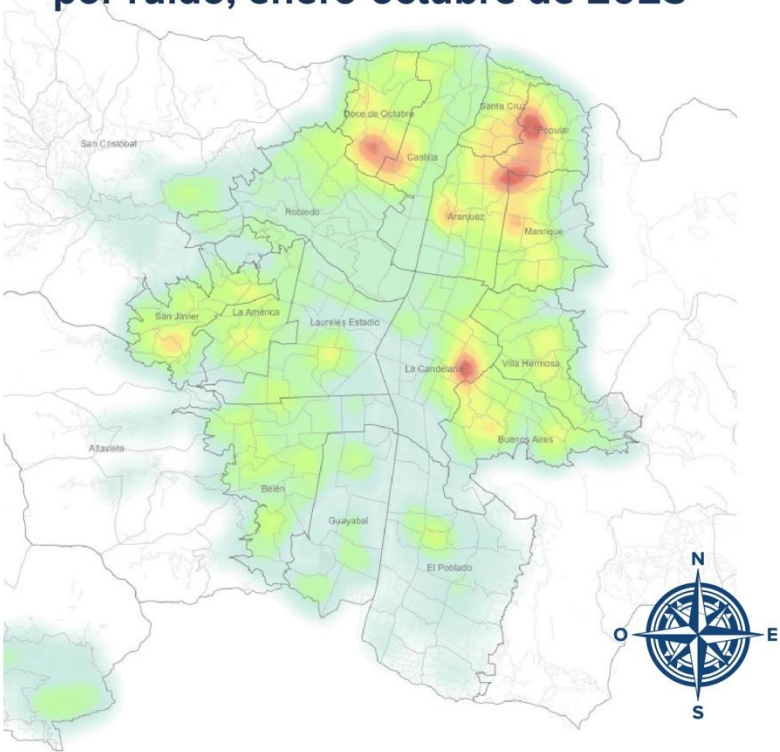 por ruido, enero-octubre de 2023
Santa Cruz
Doce de Octubre
Popular
San Cristóbal
Castilla
Robledo
Aranjuez
Manrique
San Javier
La América
Laureles Estadio
La Candelaria
Villa Hermosa
Buenos Aires
Altavista
Belén
Guayabal
El Poblado
N
O
E
S